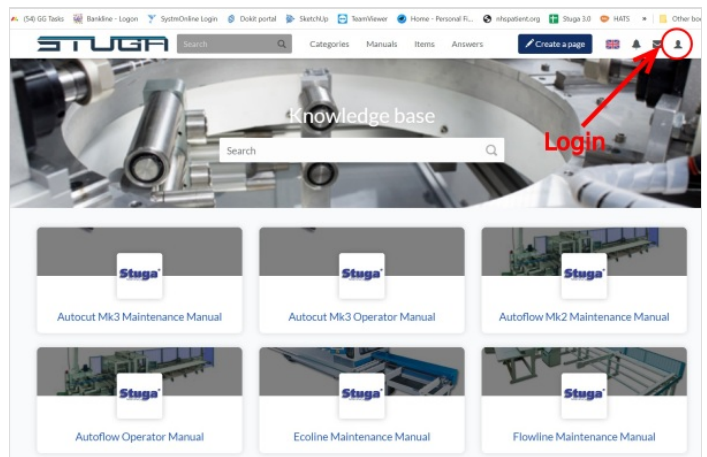 (54) GG Tasks Bankline - Logon SystmOnline Login Dokit portal SketchUp TeamViewer Home - Personal Fi... nhspatient.org Stuga 3.0 HATS » Other boo
STUGA Search Categories Manuals Items Answers Create a page
Knowledge base
Search
Login
Stuga Stuga Stuga
Autocut Mk3 Maintenance Manual Autocut Mk3 Operator Manual Autoflow Mk2 Maintenance Manual
Stuga Stuga Stuga
Autoflow Operator Manual Ecoline Maintenance Manual Flowline Maintenance Manual